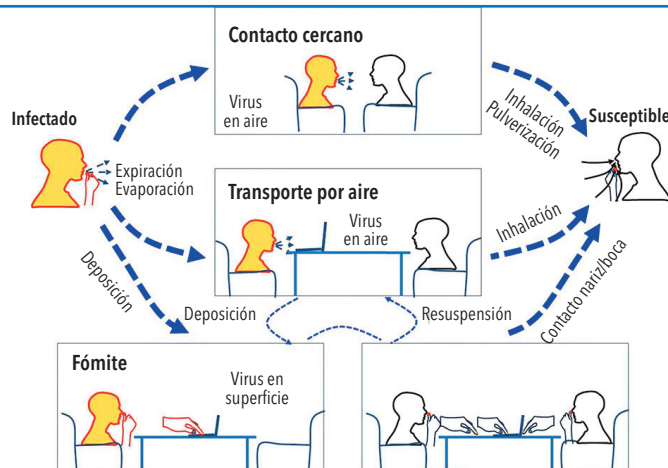 Contacto cercano
Virus
en aire
Infectado
Expiración
Evaporación
Inhalación
Pulverización
Susceptible
Transporte por aire
Virus
en aire
Inhalación
Deposición
Deposición
Resuspensión
Contacto nariz/boca
Fómite
Virus en
superficie